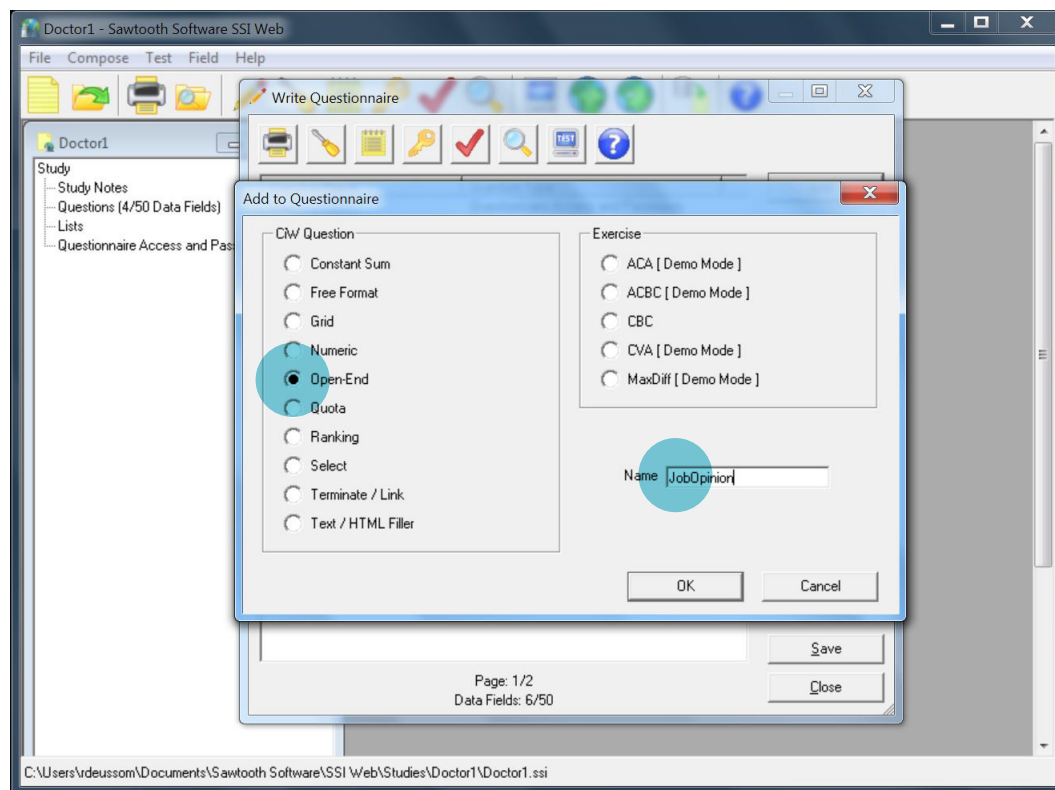 Doctor1 - Sawtooth Software SSI Web
File Compose Test Field Help
Write Questionnaire
Doctor1
TEST
Study
Study Notes
Questions (4/50 Data Fields)
Lists
Questionnaire Access and Pas
Add to Questionnaire
CiW Question
Constant Sum
Free Format
Grid
Numeric
Open-End
Quota
Ranking
Select
Terminate / Link
Text / HTML Filler
Exercise
ACA [ Demo Mode ]
ACBC [ Demo Mode ]
CBC
CVA [ Demo Mode ]
MaxDiff [ Demo Mode ]
Name JobOpinion
OK Cancel
Save
Page: 1/2
Data Fields: 6/50
Close
C:\Users\rdeussom\Documents\Sawtooth Software\SSI Web\Studies\Doctor1\Doctor1.ssi